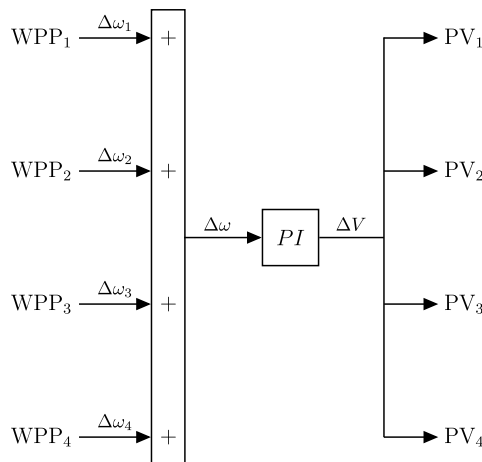 WPP₁ Δω₁ + PV₁
WPP₂ Δω₂ + PV₂
Δω PI ΔV
WPP₃ Δω₃ + PV₃
WPP₄ Δω₄ + PV₄